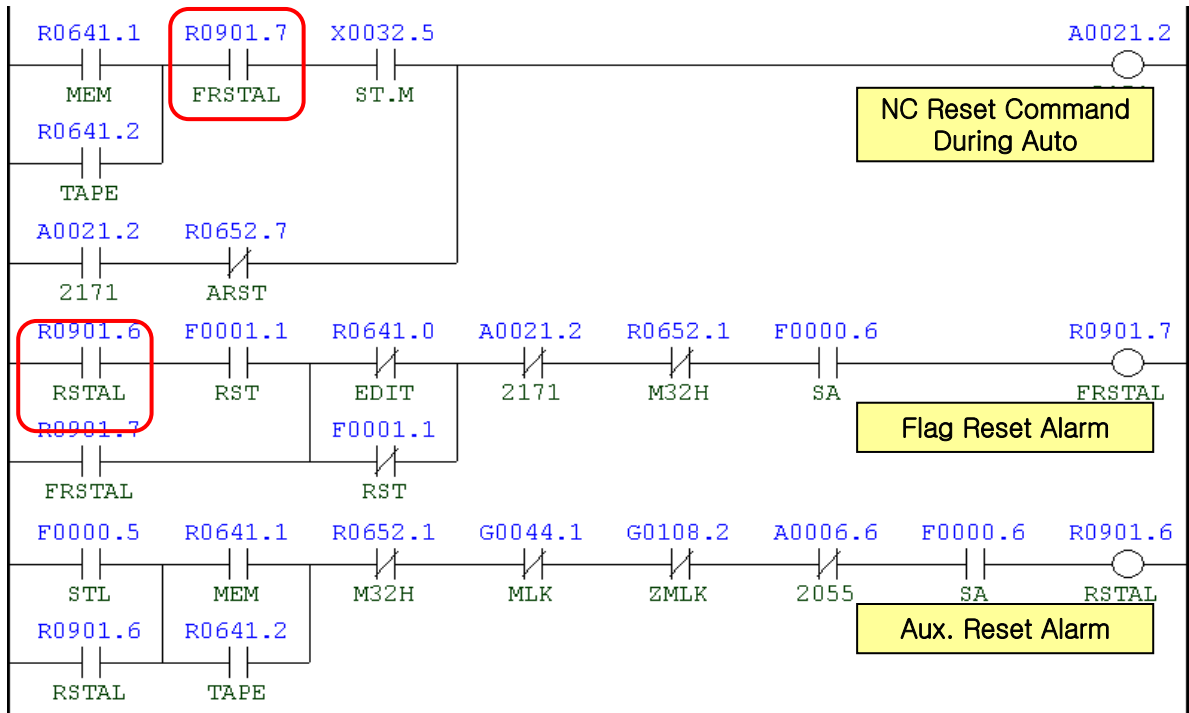 R0641.1 R0901.7 X0032.5 A0021.2
MEM FRSTAL ST.M
NC Reset Command
During Auto
R0641.2
TAPE
A0021.2 R0652.7
2171 ARST
R0901.6 F0001.1 R0641.0 A0021.2 R0652.1 F0000.6 R0901.7
RSTAL RST EDIT 2171 M32H SA FRSTAL
Flag Reset Alarm
R0901.7 F0001.1
FRSTAL RST
F0000.5 R0641.1 R0652.1 G0044.1 G0108.2 A0006.6 F0000.6 R0901.6
STL MEM M32H MLK ZMLK 2055 SA RSTAL
Aux. Reset Alarm
R0901.6 R0641.2
RSTAL TAPE